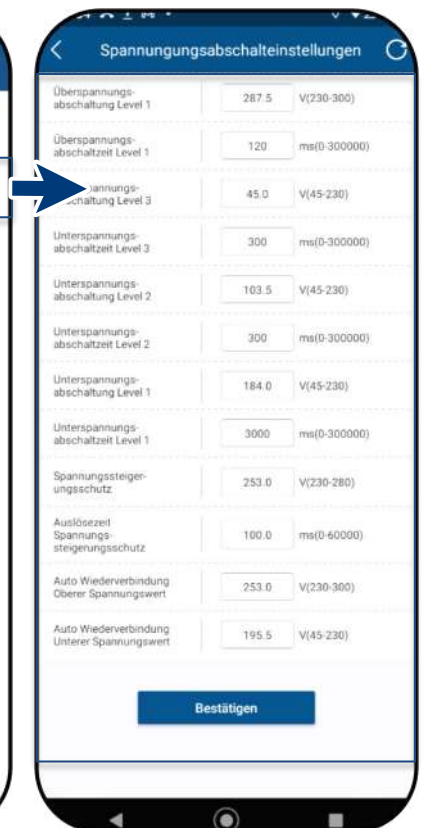 Spannungungsabschalteinstellungen
Überspannungs-
abschaltung Level 1
287.5 V(230-300)
Überspannungs-
abschaltzeit Level 1
120 ms(0-300000)
spannungs-
schaltung Level 3
45.0 V(45-230)
Unterspannungs-
abschaltzeit Level 3
300 ms(0-300000)
Unterspannungs-
abschaltung Level 2
103.5 V(45-230)
Unterspannungs-
abschaltzeit Level 2
300 ms(0-300000)
Unterspannungs-
abschaltung Level 1
184.0 V(45-230)
Unterspannungs-
abschaltzeit Level 1
3000 ms(0-300000)
Spannungssteiger-
ungsschutz
253.0 V(230-280)
Auslösezeit
Spannungs-
steigerungsschutz
100.0 ms(0-60000)
Auto Wiederverbindung
Oberer Spannungswert
253.0 V(230-300)
Auto Wiederverbindung
Unterer Spannungswert
195.5 V(45-230)
Bestätigen